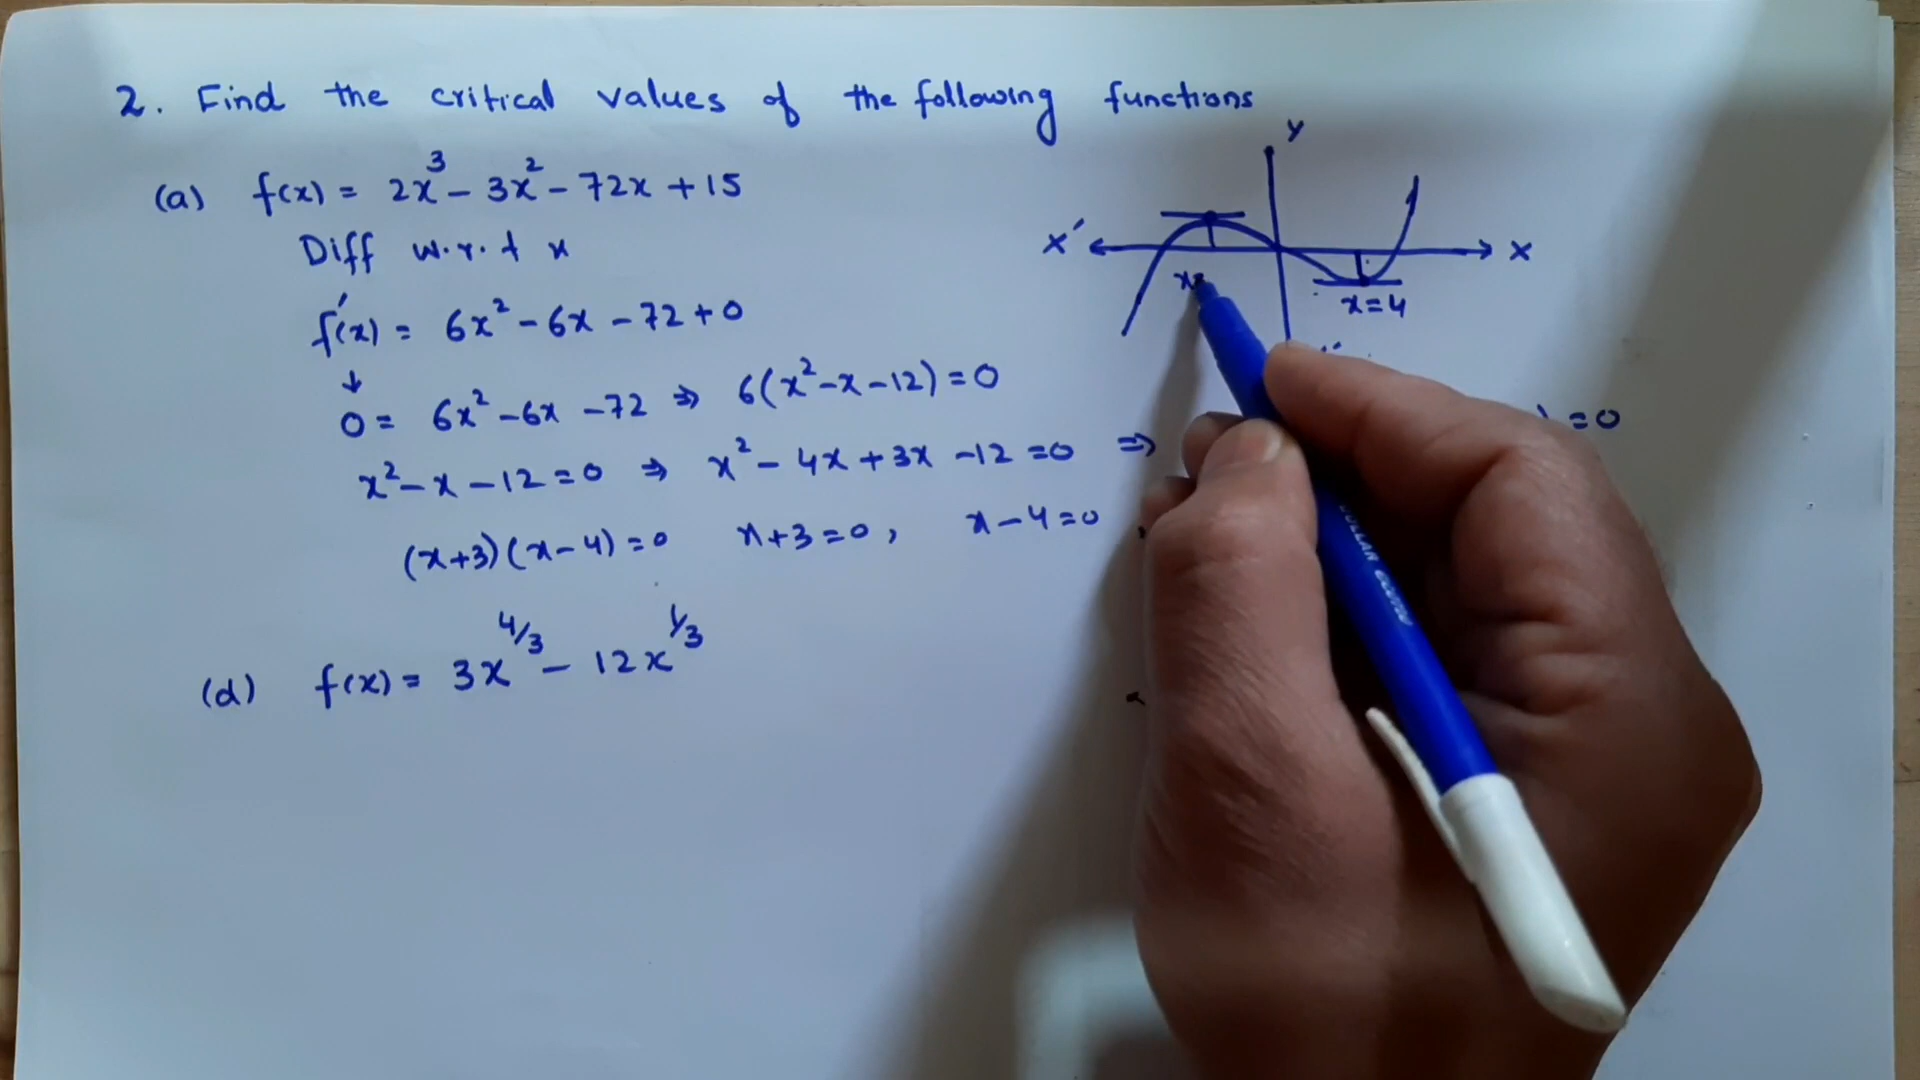 2. Find the critical values of the following functions
(a) f(x) = 2x³ - 3x² - 72x + 15
Diff w.r.t x
f'(x) = 6x² - 6x - 72 + 0
↓
0 = 6x² - 6x - 72 ⇒ 6(x² - x - 12) = 0
x² - x - 12 = 0 ⇒ x² - 4x + 3x - 12 = 0 ⇒ ) = 0
(x+3)(x-4) = 0 x+3=0, x-4=0
(d) f(x) = 3x^4/3 - 12x^1/3
Y
X' X
x=
x=4
DOLLAR